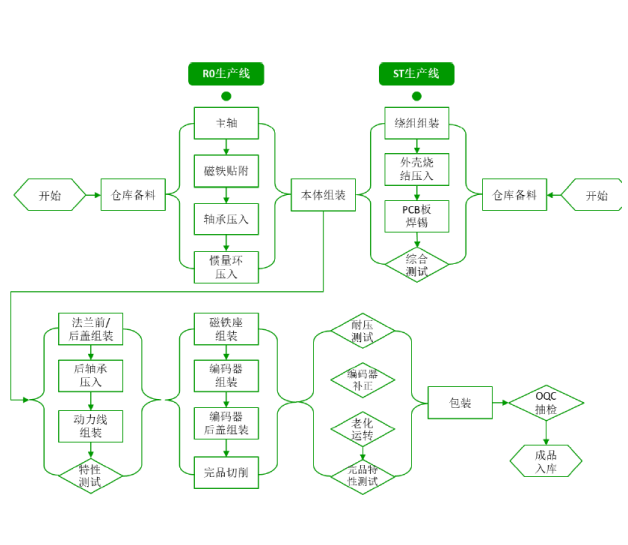 RO生产线
ST生产线
主轴
磁铁贴附
轴承压入
惯量环
压入
绕组组装
外壳烧
结压入
PCB板
焊锡
综合
测试
开始
仓库备料
本体组装
仓库备料
开始
法兰前/
后盖组装
后轴承
压入
动力线
组装
特性
测试
磁铁座
组装
编码器
组装
编码器
后盖组装
完品切削
耐压
测试
编码器
补正
老化
运转
完品特
性测试
包装
OQC
抽检
成品
入库